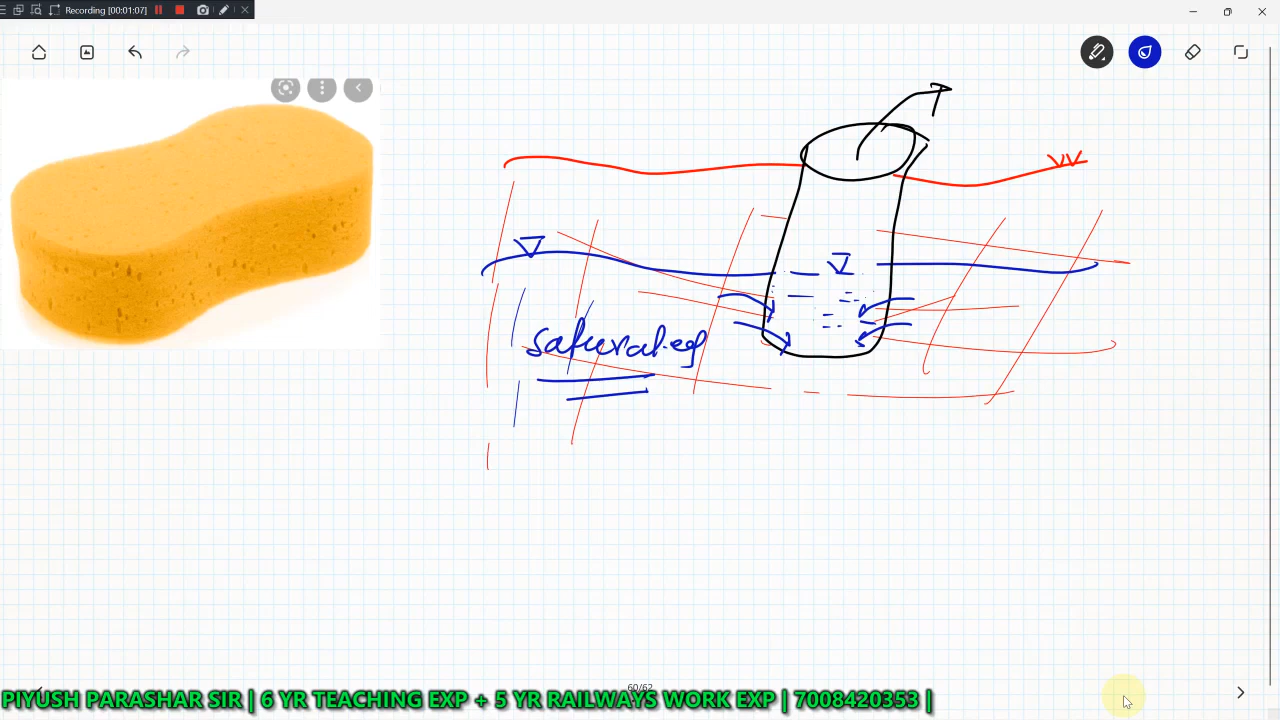 Recording [00:01:07]
saturated
60/62
PIYUSH PARASHAR SIR | 6 YR TEACHING EXP + 5 YR RAILWAYS WORK EXP | 7008420353 |